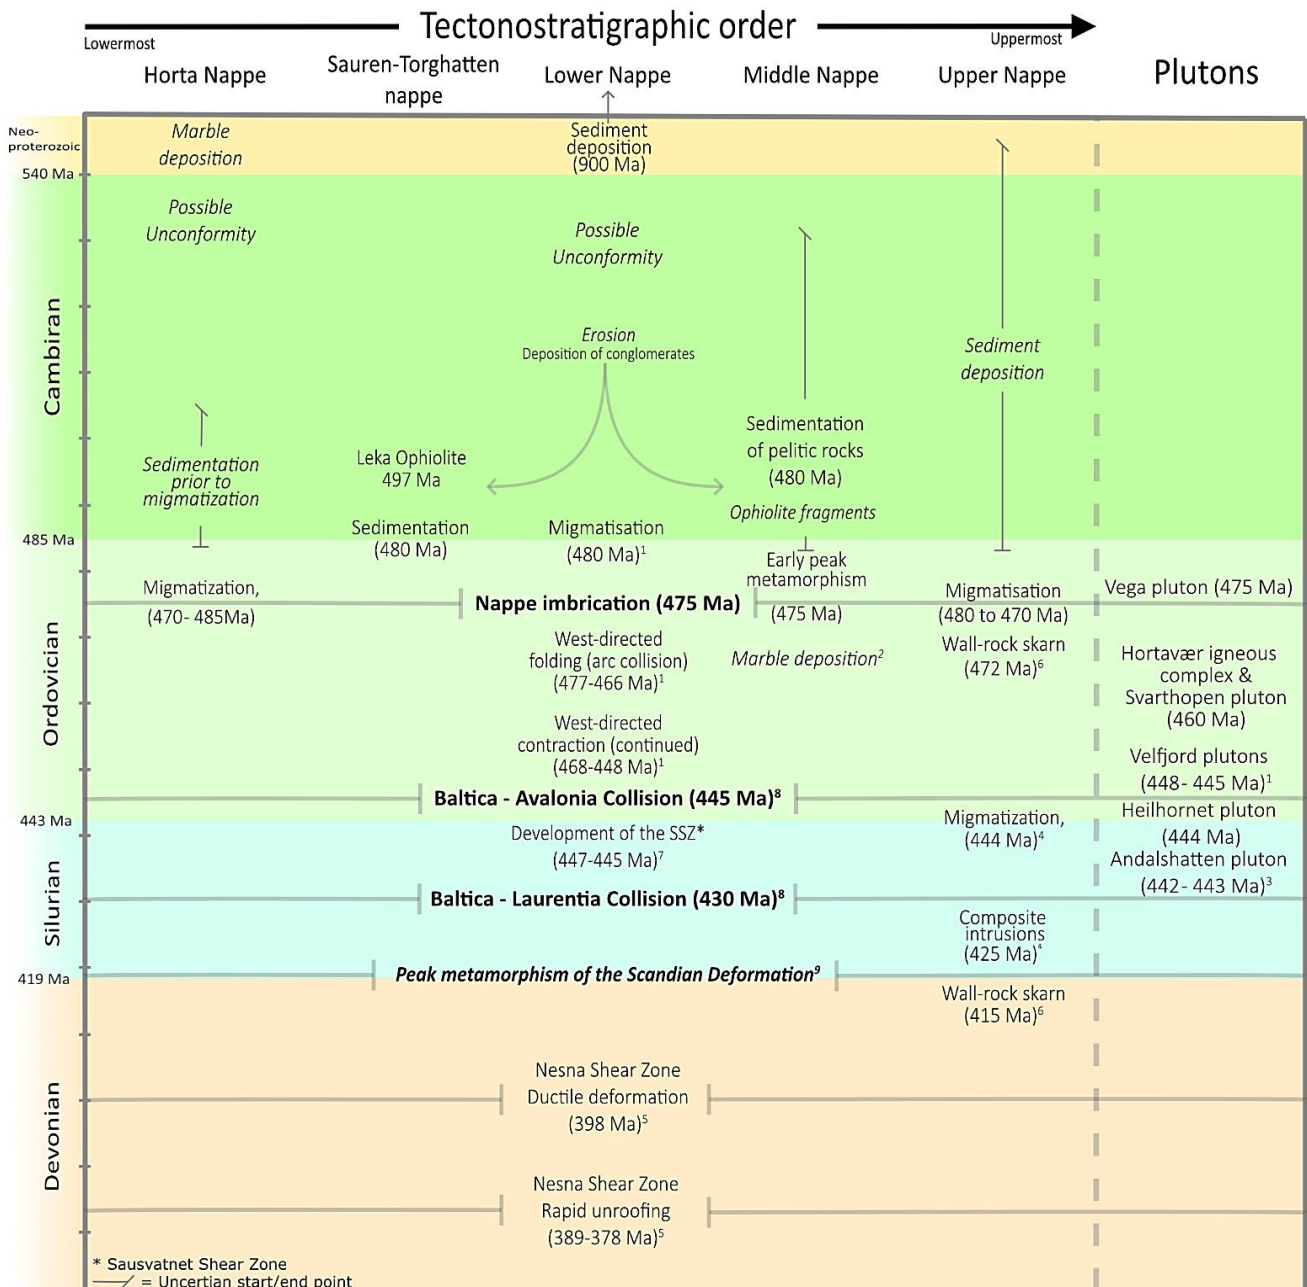 Tectonostratigraphic order
Lowermost
Uppermost
Horta Nappe
Sauren-Torghatten
nappe
Lower Nappe
Middle Nappe
Upper Nappe
Plutons
Neo-
proterozoic
Marble
deposition
Sediment
deposition
(900 Ma)
540 Ma
Possible
Unconformity
Possible
Unconformity
Cambiran
Erosion
Deposition of conglomerates
Sediment
deposition
Sedimentation
of pelitic rocks
(480 Ma)
Sedimentation
prior to
migmatization
Leka Ophiolite
497 Ma
Ophiolite fragments
Sedimentation
(480 Ma)
Migmatisation
(480 Ma)¹
485 Ma
Early peak
metamorphism
(475 Ma)
Migmatization,
(470- 485Ma)
Nappe imbrication (475 Ma)
Migmatisation
(480 to 470 Ma)
Vega pluton (475 Ma)
Ordovician
West-directed
folding (arc collision)
(477-466 Ma)¹
Marble deposition²
Wall-rock skarn
(472 Ma)⁶
Hortavær igneous
complex &
Svarthopen pluton
(460 Ma)
West-directed
contraction (continued)
(468-448 Ma)¹
Velfjord plutons
(448- 445 Ma)¹
Baltica - Avalonia Collision (445 Ma)⁸
443 Ma
Heilhornet pluton
(444 Ma)
Migmatization,
(444 Ma)⁴
Development of the SSZ*
(447-445 Ma)⁷
Andalshatten pluton
(442- 443 Ma)³
Silurian
Baltica - Laurentia Collision (430 Ma)⁸
Composite
intrusions
(425 Ma)⁴
Peak metamorphism of the Scandian Deformation⁹
419 Ma
Wall-rock skarn
(415 Ma)⁶
Devonian
Nesna Shear Zone
Ductile deformation
(398 Ma)⁵
Nesna Shear Zone
Rapid unroofing
(389-378 Ma)⁵
* Sausvatnet Shear Zone
= Uncertian start/end point